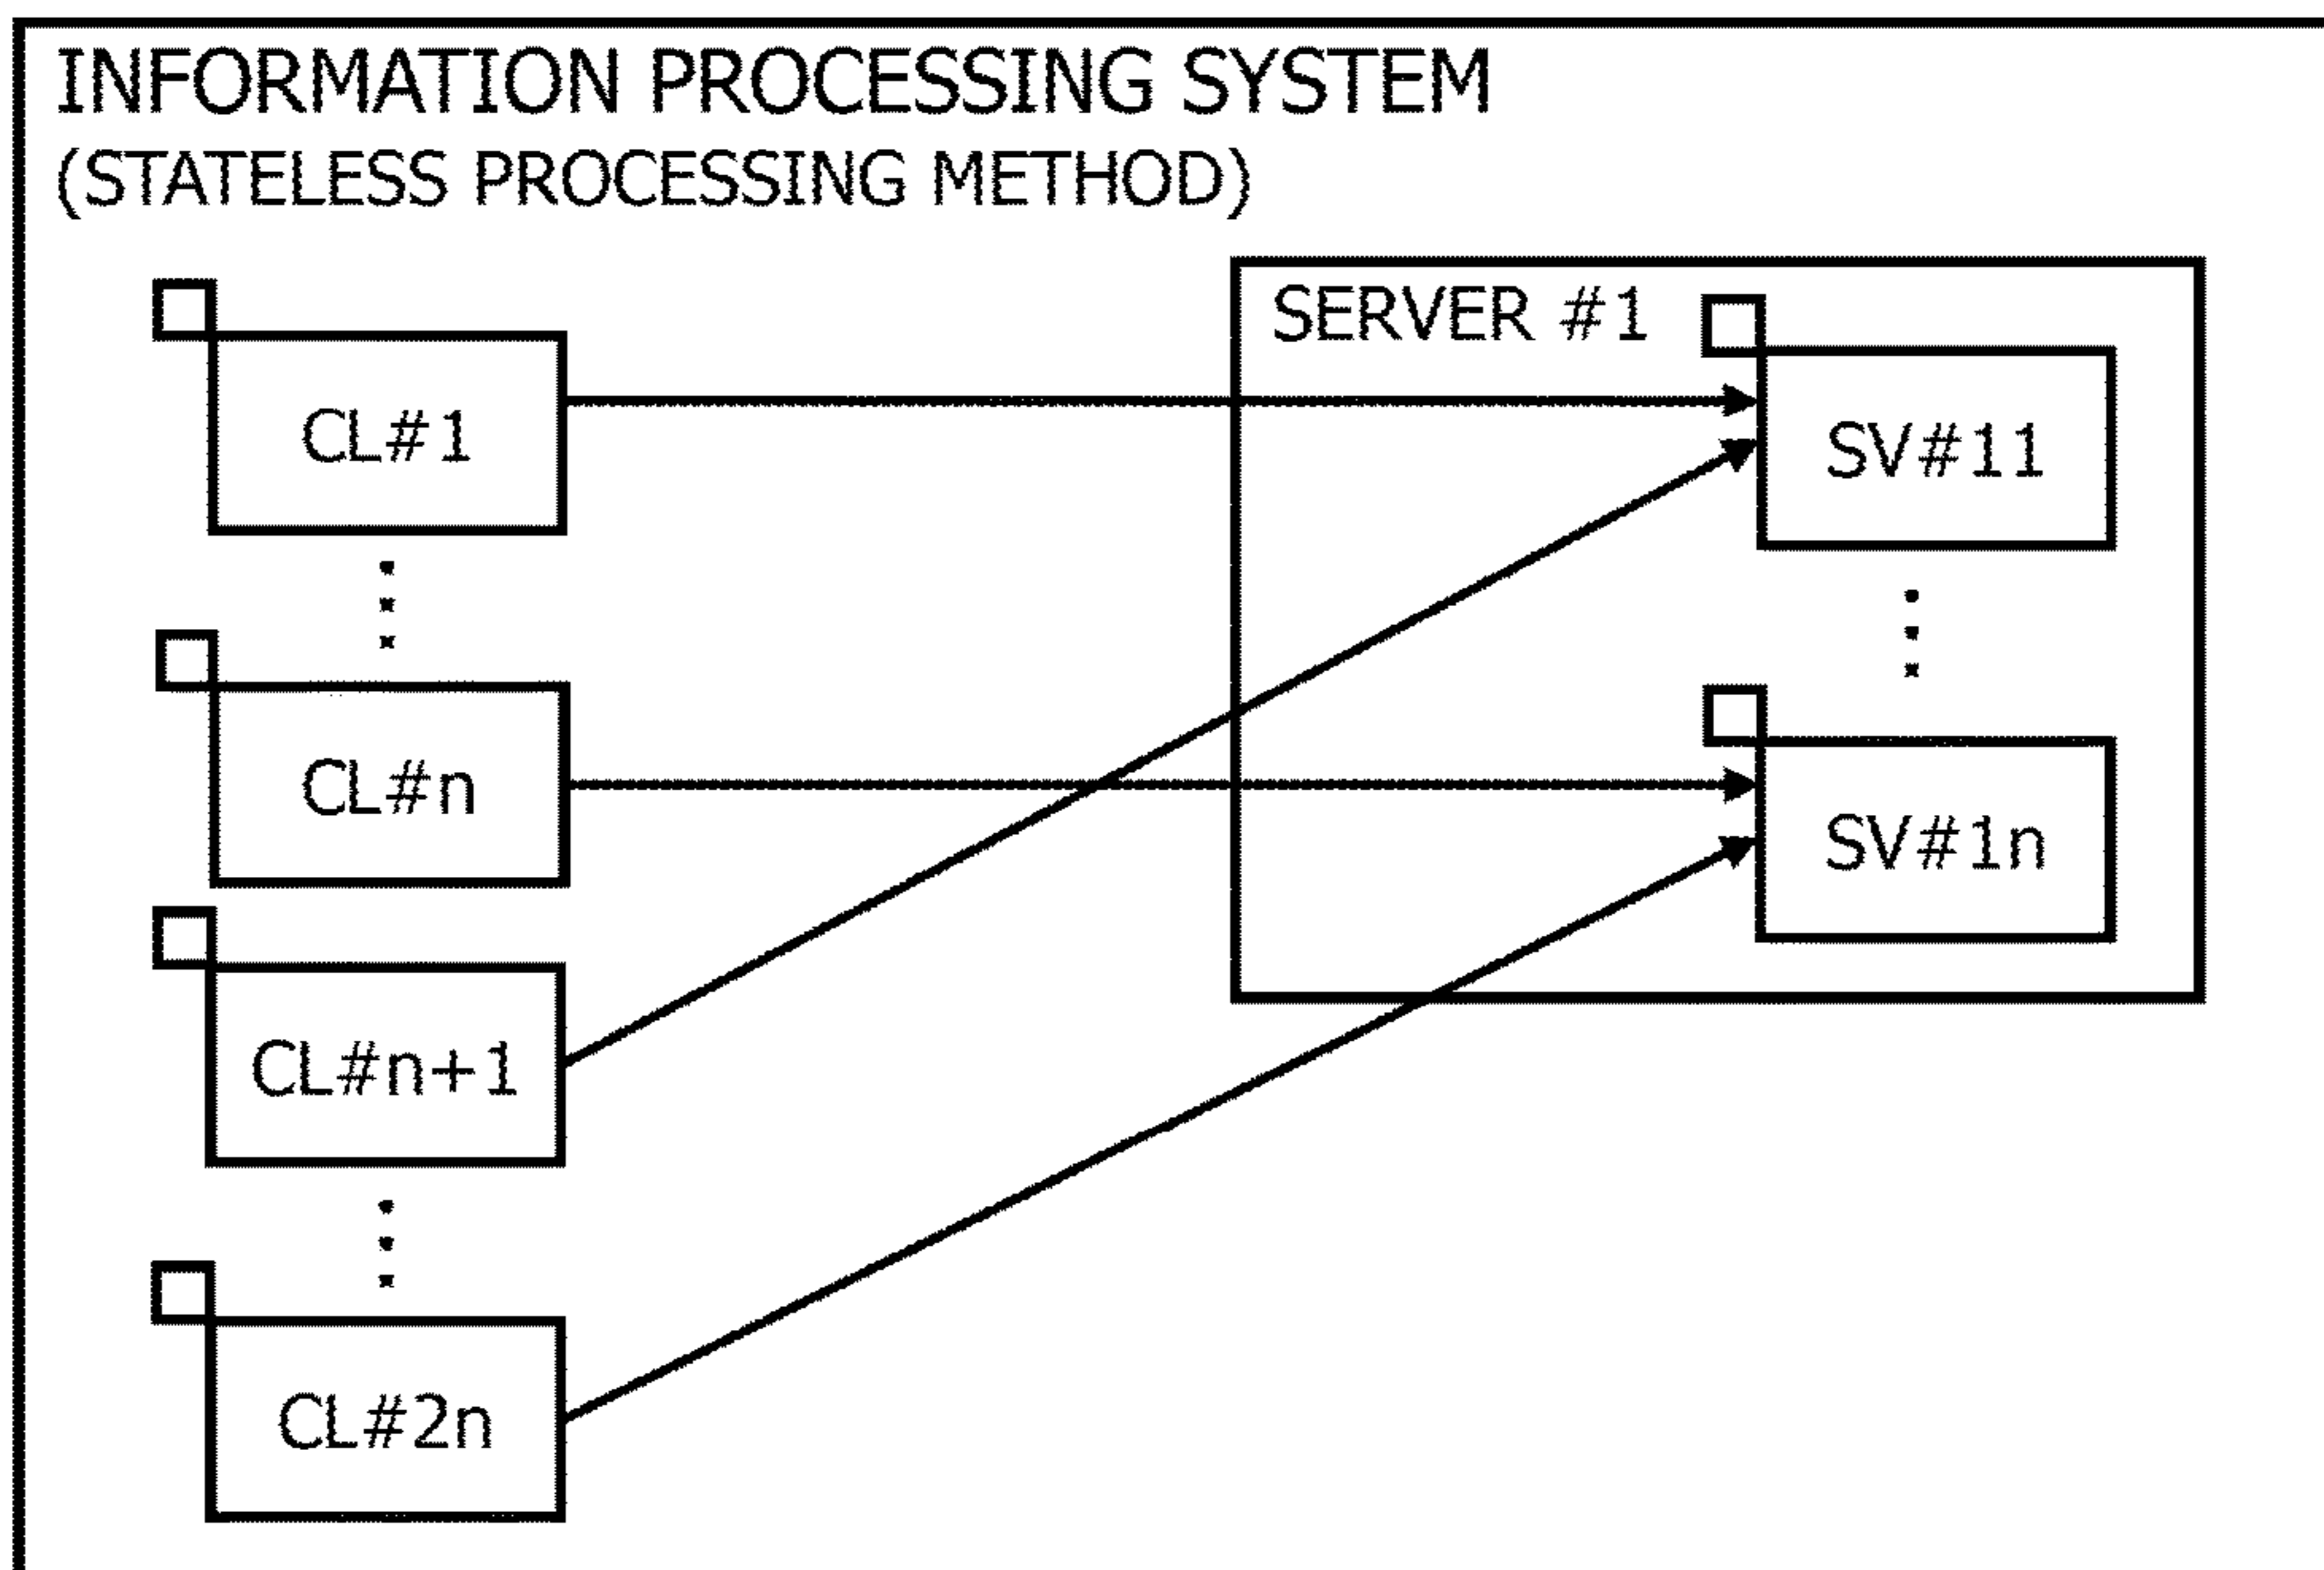 INFORMATION PROCESSING SYSTEM
(STATELESS PROCESSING METHOD)
SERVER #1
CL#1
SV#11
CL#n
SV#1n
CL#n+1
CL#2n